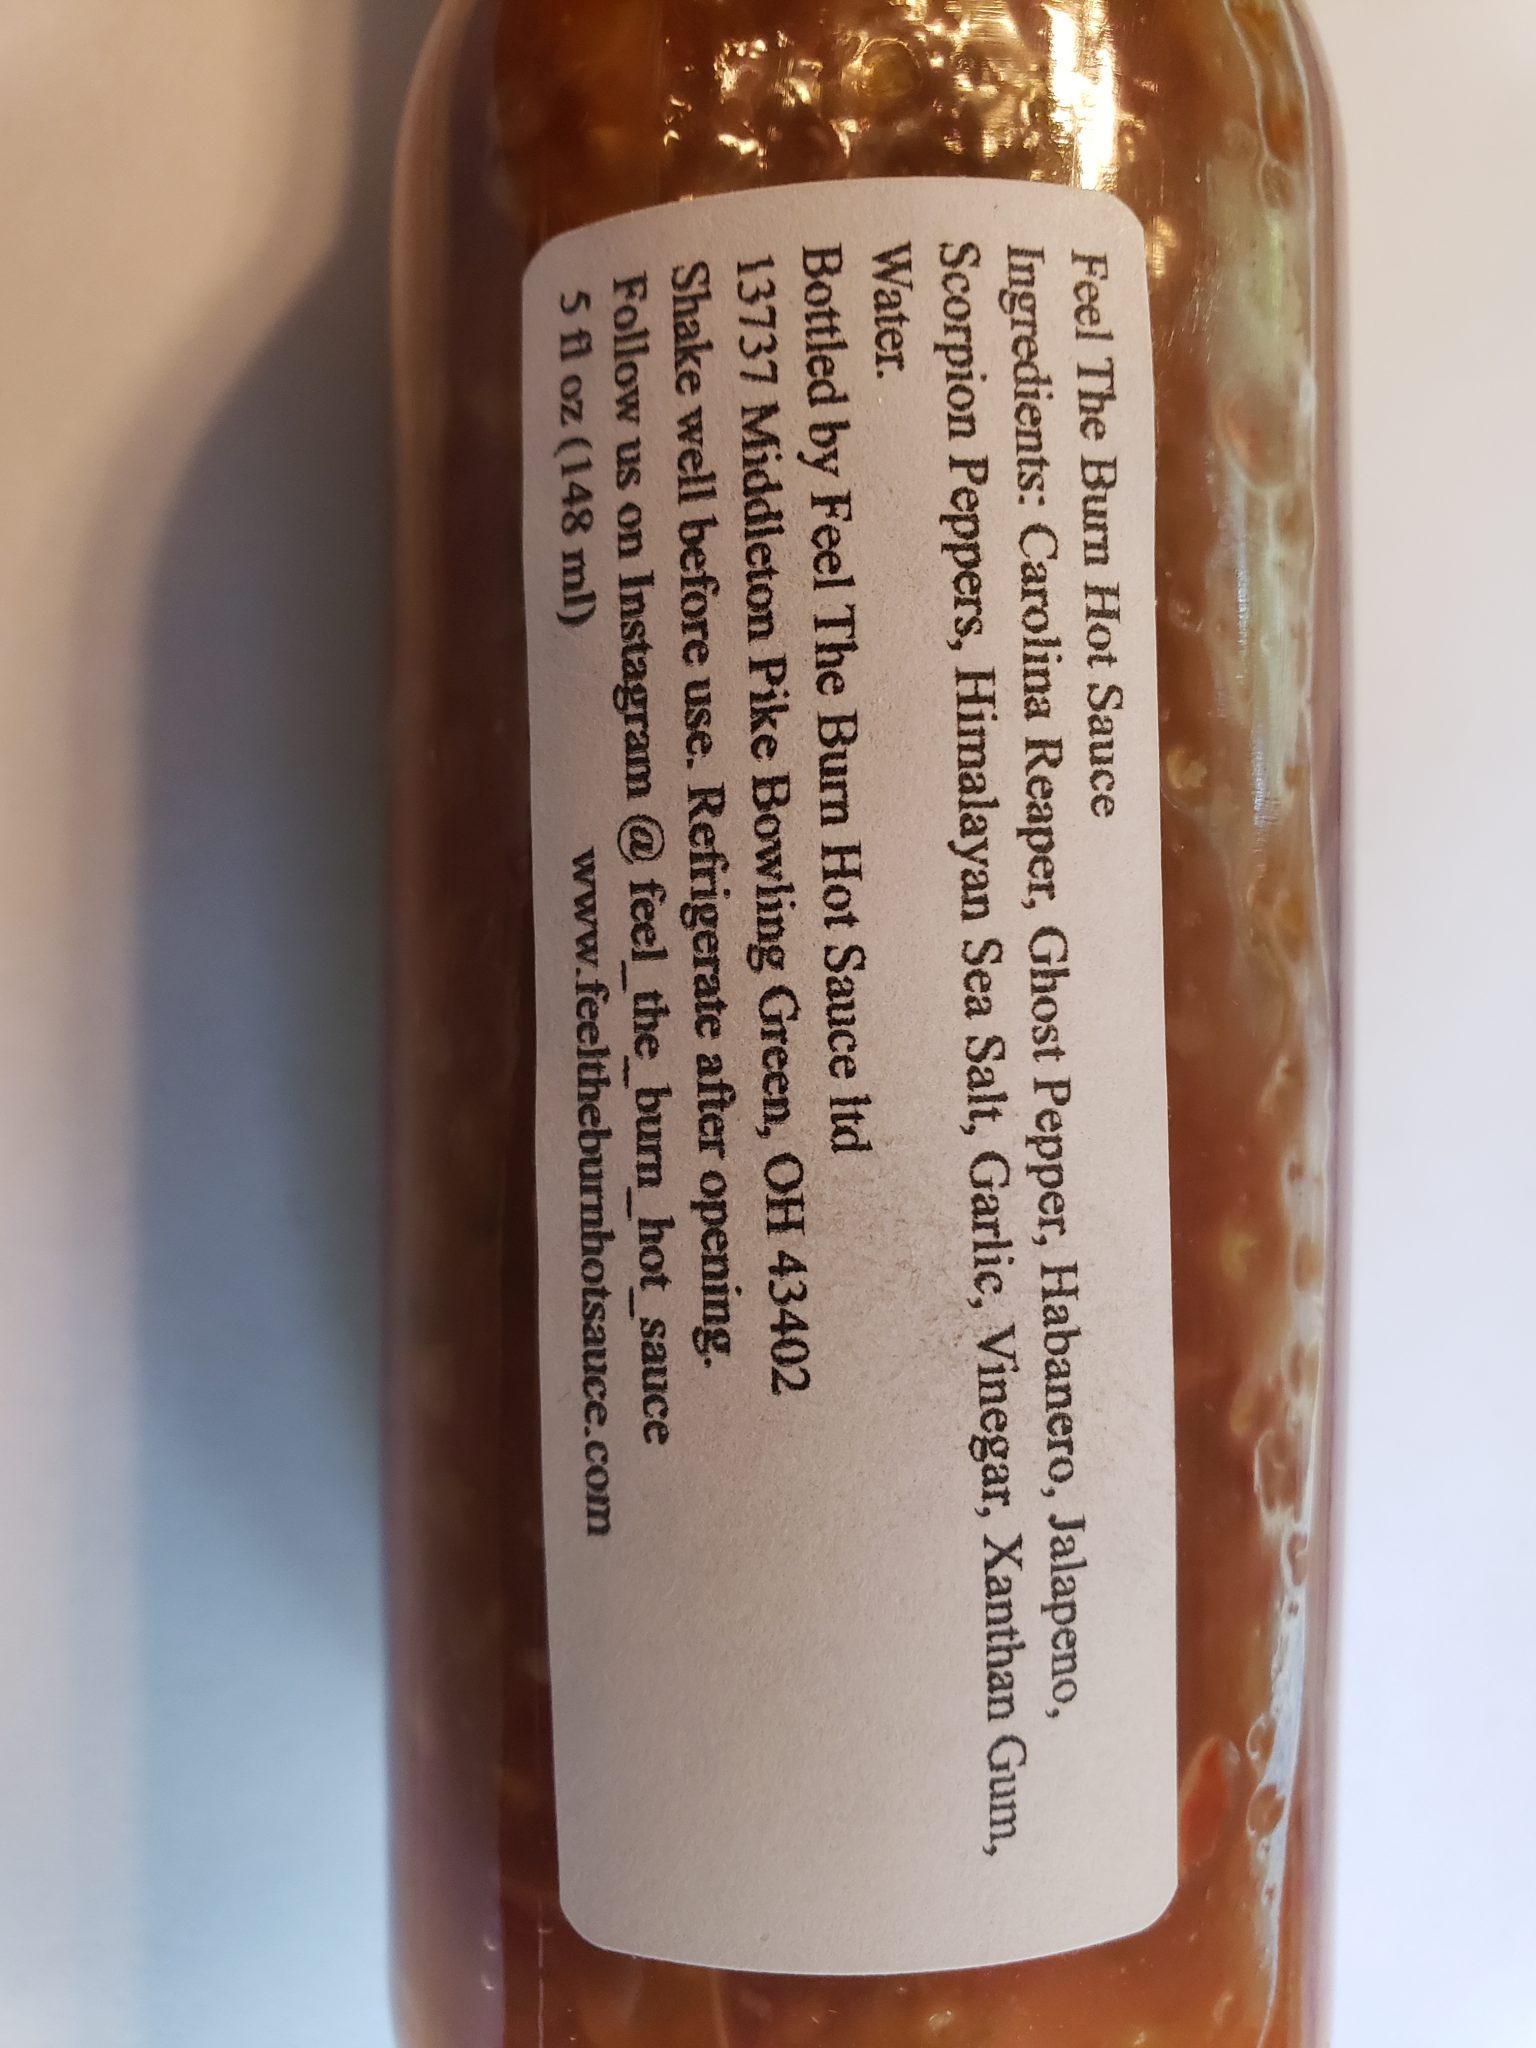 Feel The Burn Hot Sauce
Ingredients: Carolina Reaper, Ghost Pepper, Habanero, Jalapeno,
Scorpion Peppers, Himalayan Sea Salt, Garlic, Vinegar, Xanthan Gum,
Water.
Bottled by Feel The Burn Hot Sauce ltd
13737 Middleton Pike Bowling Green, OH 43402
Shake well before use. Refrigerate after opening.
Follow us on Instagram @ feel_the_burn_hot_sauce
5 fl oz (148 ml) www.feeltheburnhotsauce.com